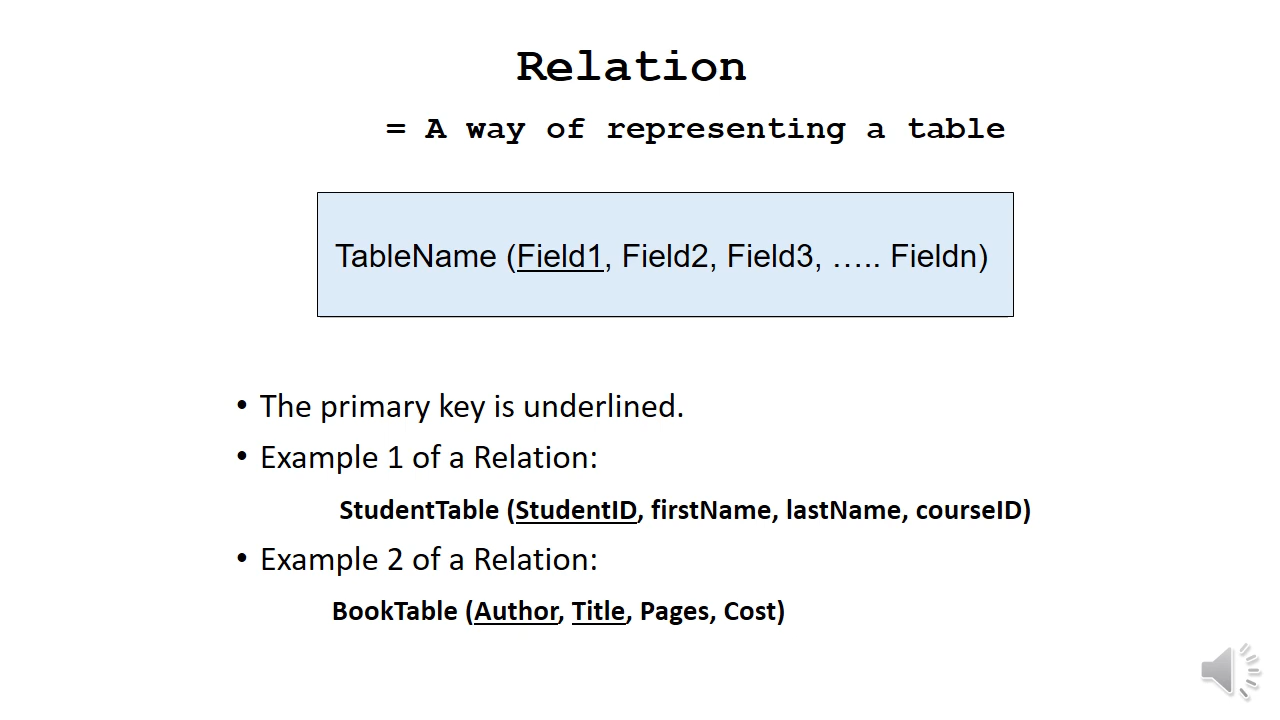 Relation
= A way of representing a table
TableName (Field1, Field2, Field3, ….. Fieldn)
• The primary key is underlined.
• Example 1 of a Relation:
StudentTable (StudentID, firstName, lastName, courseID)
• Example 2 of a Relation:
BookTable (Author, Title, Pages, Cost)